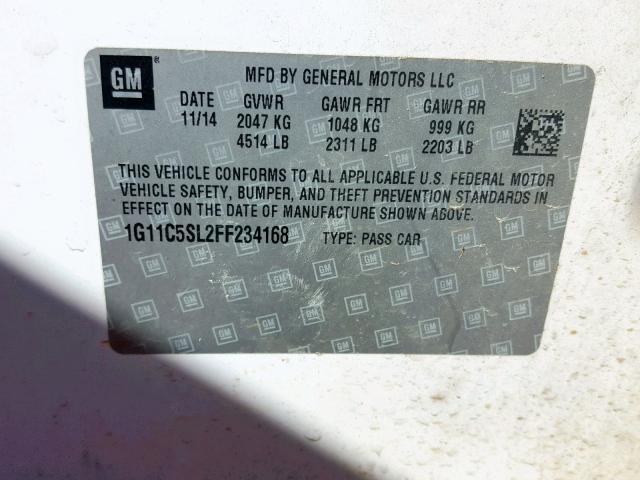 GM ®
MFD BY GENERAL MOTORS LLC
DATE GVWR GAWR FRT GAWR RR
11/14 2047 KG 1048 KG 999 KG
4514 LB 2311 LB 2203 LB
THIS VEHICLE CONFORMS TO ALL APPLICABLE U.S. FEDERAL MOTOR
VEHICLE SAFETY, BUMPER, AND THEFT PREVENTION STANDARDS IN
EFFECT ON THE DATE OF MANUFACTURE SHOWN ABOVE.
1G11C5SL2FF234168 TYPE: PASS CAR